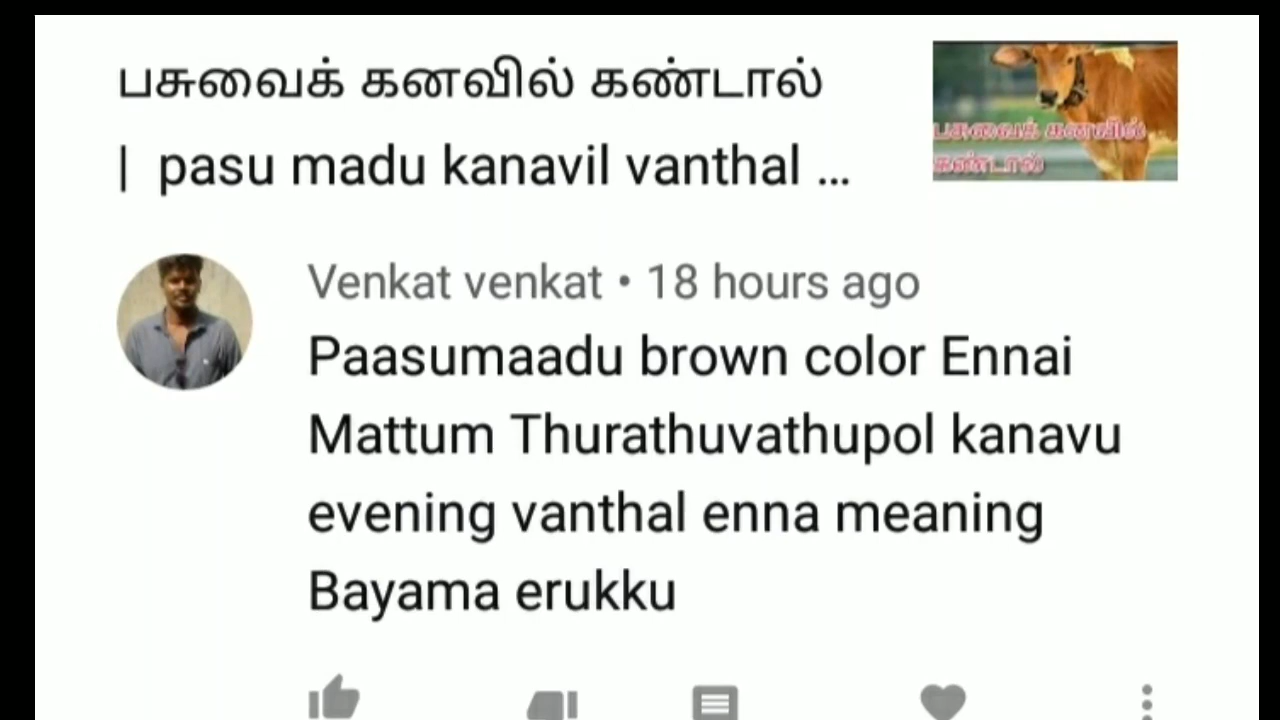 பசுவைக் கனவில் கண்டால்
| pasu madu kanavil vanthal ...
பசுவைக் கனவில்
கண்டால்
Venkat venkat • 18 hours ago
Paasumaadu brown color Ennai
Mattum Thurathuvathupol kanavu
evening vanthal enna meaning
Bayama erukku